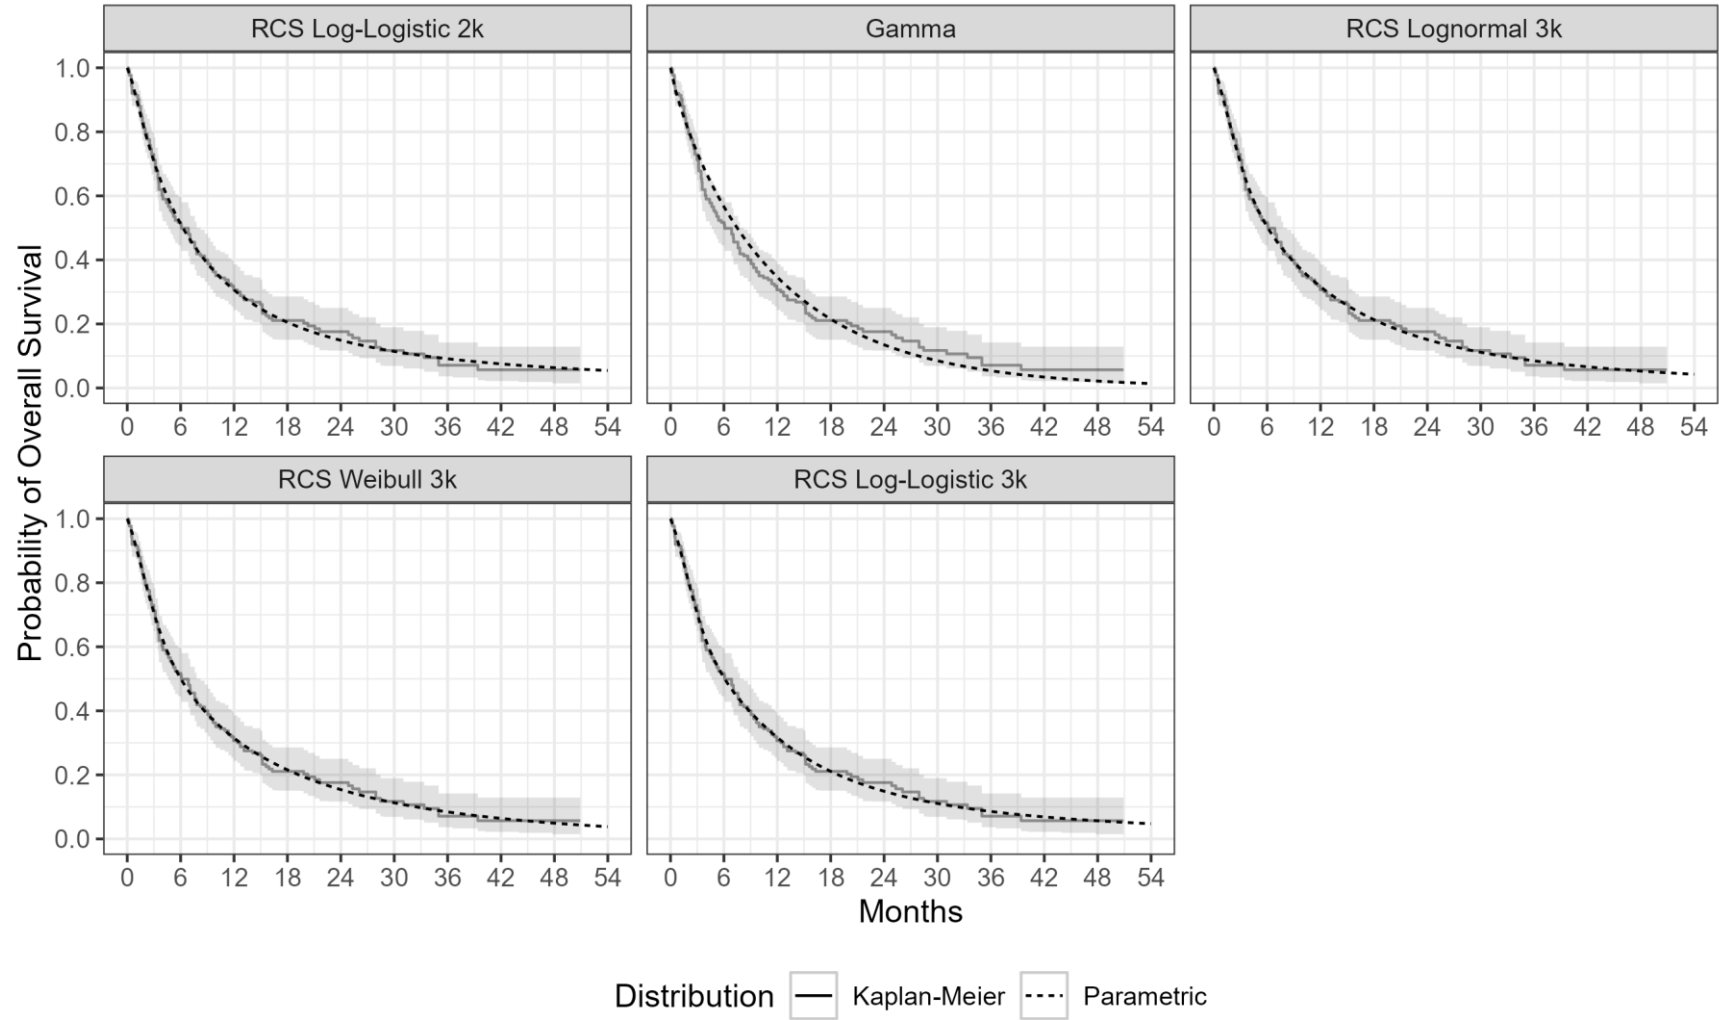 RCS Log-Logistic 2k
Gamma
RCS Lognormal 3k
1.0
0.8
0.6
0.4
0.2
0.0
0 6 12 18 24 30 36 42 48 54
0 6 12 18 24 30 36 42 48 54
0 6 12 18 24 30 36 42 48 54
Probability of Overall Survival
RCS Weibull 3k
RCS Log-Logistic 3k
1.0
0.8
0.6
0.4
0.2
0.0
0 6 12 18 24 30 36 42 48 54
0 6 12 18 24 30 36 42 48 54
Months
Distribution Kaplan-Meier Parametric